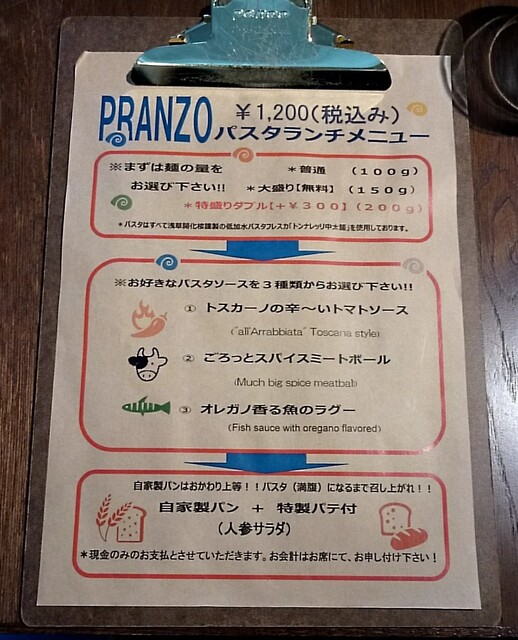 PRANZO
¥1,200(税込み)
パスタランチメニュー
※まずは麺の量を
お選び下さい!!
*普通 (100g)
*大盛り【無料】 (150g)
*特盛りダブル【+¥300】 (200g)
*パスタはすべて浅草開化楼謹製の低加水パスタフレスカ「トンナレッリ中太麺」を使用しております。
※お好きなパスタソースを3種類からお選び下さい!!
① トスカーノの辛〜いトマトソース
("all'Arrabbiata" Toscana style)
② ごろっとスパイスミートボール
(Much big spice meatball)
③ オレガノ香る魚のラグー
(Fish sauce with oregano flavored)
自家製パンはおかわり上等!!パスタ(満腹)になるまで召し上がれ!!
自家製パン + 特製パテ付
(人参サラダ)
*現金のみのお支払とさせていただきます。お会計はお席にて、お申し付け下さい!